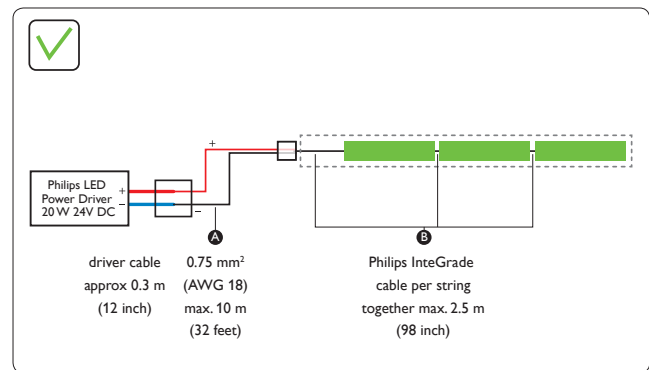 Philips LED
Power Driver
20 W 24V DC
+
–
+
–
A
B
driver cable
approx 0.3 m
(12 inch)
0.75 mm²
(AWG 18)
max. 10 m
(32 feet)
Philips InteGrade
cable per string
together max. 2.5 m
(98 inch)